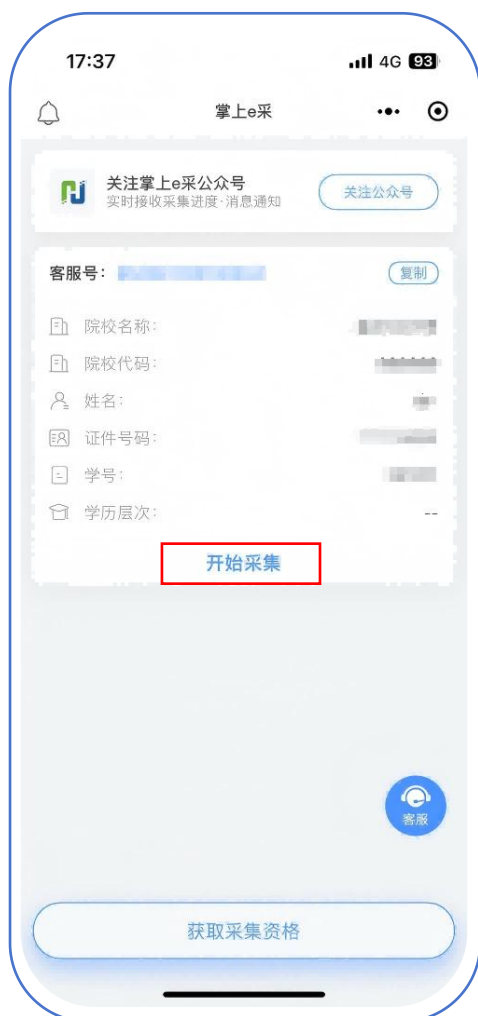 17:37 4G 93
掌上e采
关注掌上e采公众号
实时接收采集进度·消息通知
关注公众号
客服号:
复制
院校名称:
院校代码:
姓名:
证件号码:
学号:
学历层次: --
开始采集
客服
获取采集资格